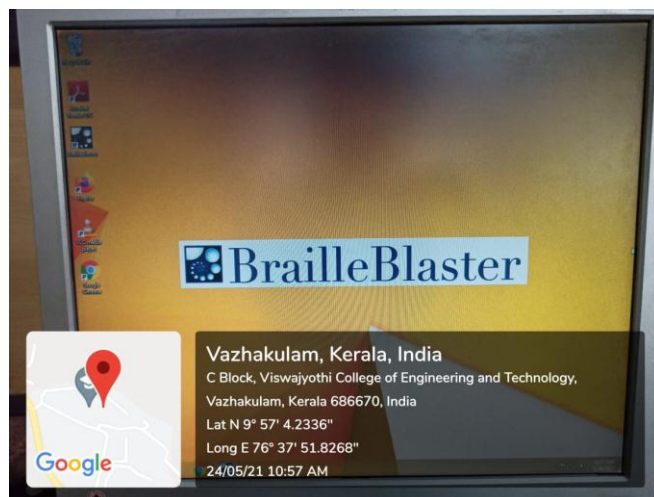 BrailleBlaster
Vazhakulam, Kerala, India
C Block, Viswajyothi College of Engineering and Technology,
Vazhakulam, Kerala 686670, India
Lat N 9° 57' 4.2336"
Long E 76° 37' 51.8268"
24/05/21 10:57 AM
Google